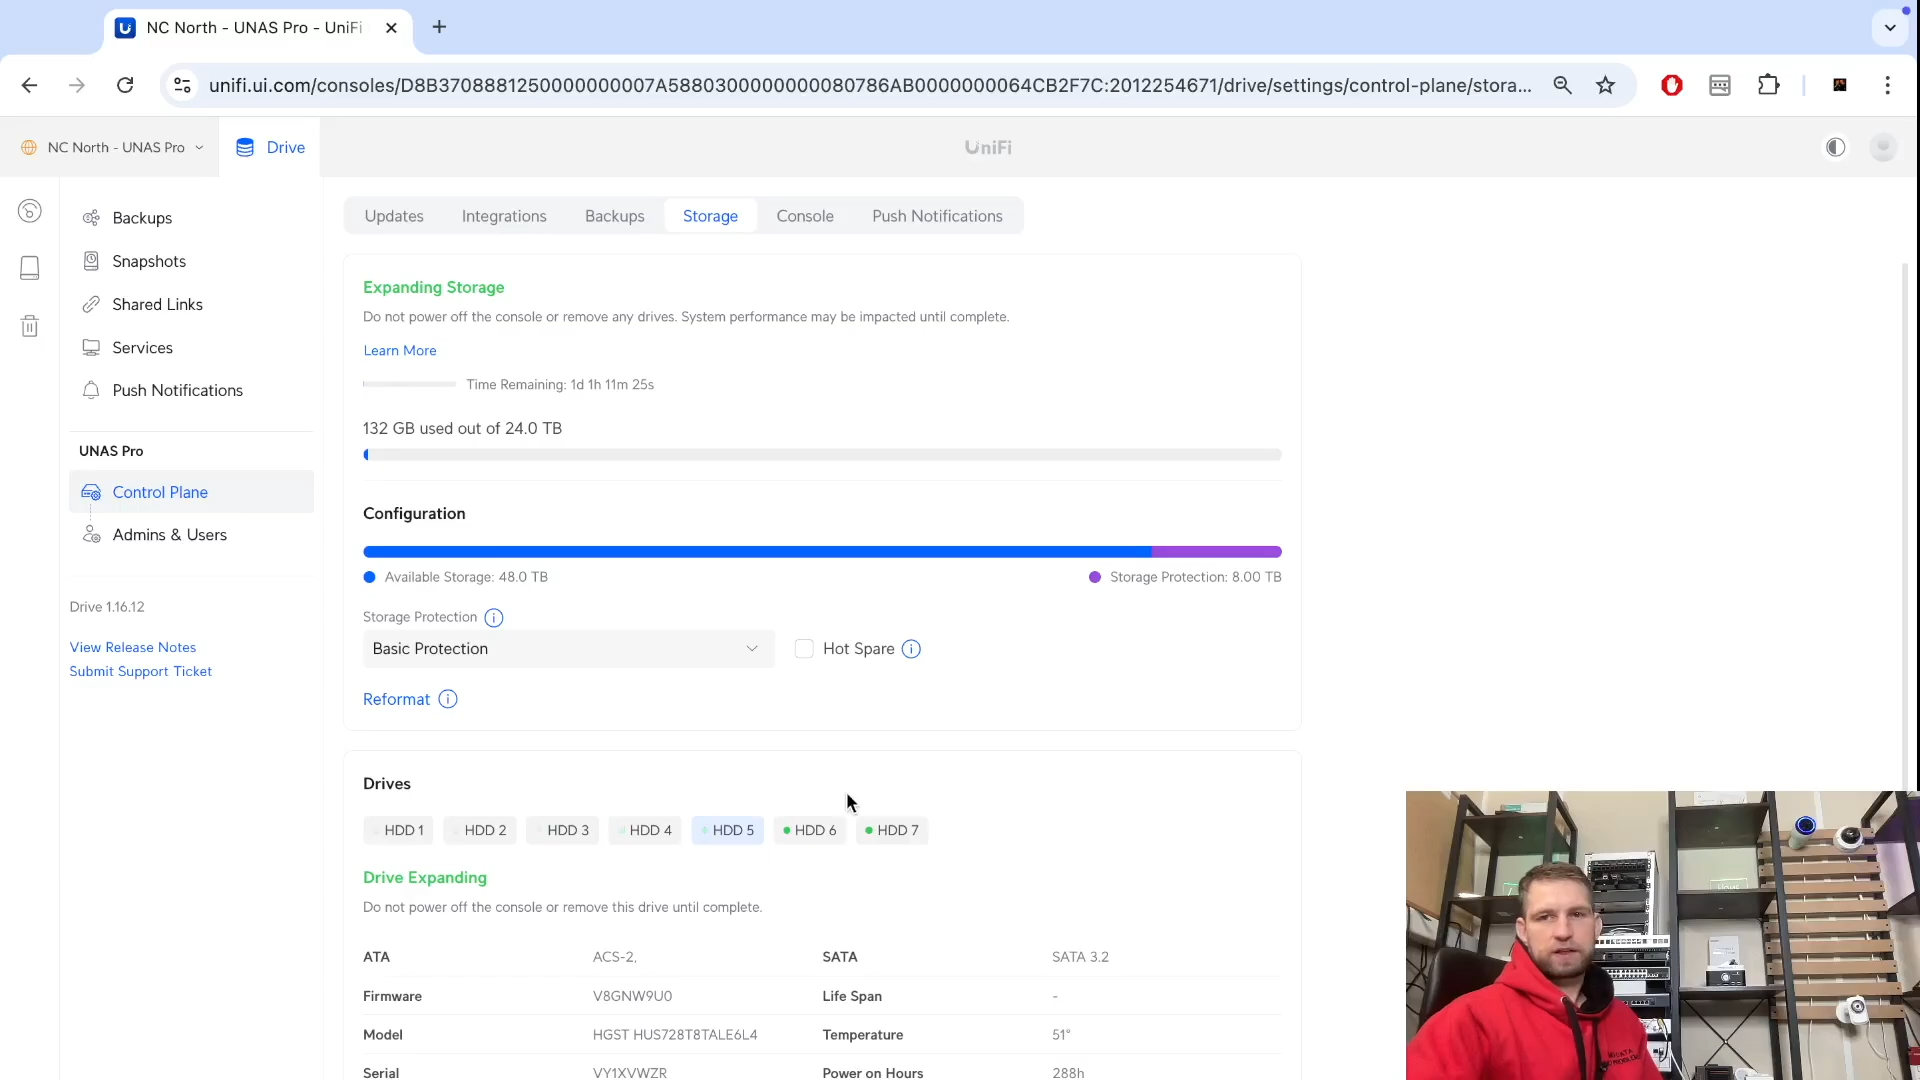 NC North - UNAS Pro - UniFi
unifi.ui.com/consoles/D8B3708881250000000007A5880300000000080786AB0000000064CB2F7C:2012254671/drive/settings/control-plane/stora...
NC North - UNAS Pro
Drive
UniFi
Backups
Snapshots
Shared Links
Services
Push Notifications
UNAS Pro
Control Plane
Admins & Users
Drive 1.16.12
View Release Notes
Submit Support Ticket
Updates Integrations Backups Storage Console Push Notifications
Expanding Storage
Do not power off the console or remove any drives. System performance may be impacted until complete.
Learn More
Time Remaining: 1d 1h 11m 25s
132 GB used out of 24.0 TB
Configuration
Available Storage: 48.0 TB
Storage Protection: 8.00 TB
Storage Protection
Basic Protection
Hot Spare
Reformat
Drives
HDD 1 HDD 2 HDD 3 HDD 4 HDD 5 HDD 6 HDD 7
Drive Expanding
Do not power off the console or remove this drive until complete.
ATA ACS-2, SATA SATA 3.2
Firmware V8GNW9U0 Life Span -
Model HGST HUS728T8TALE6L4 Temperature 51°
Serial VY1XVWZR Power on Hours 288h